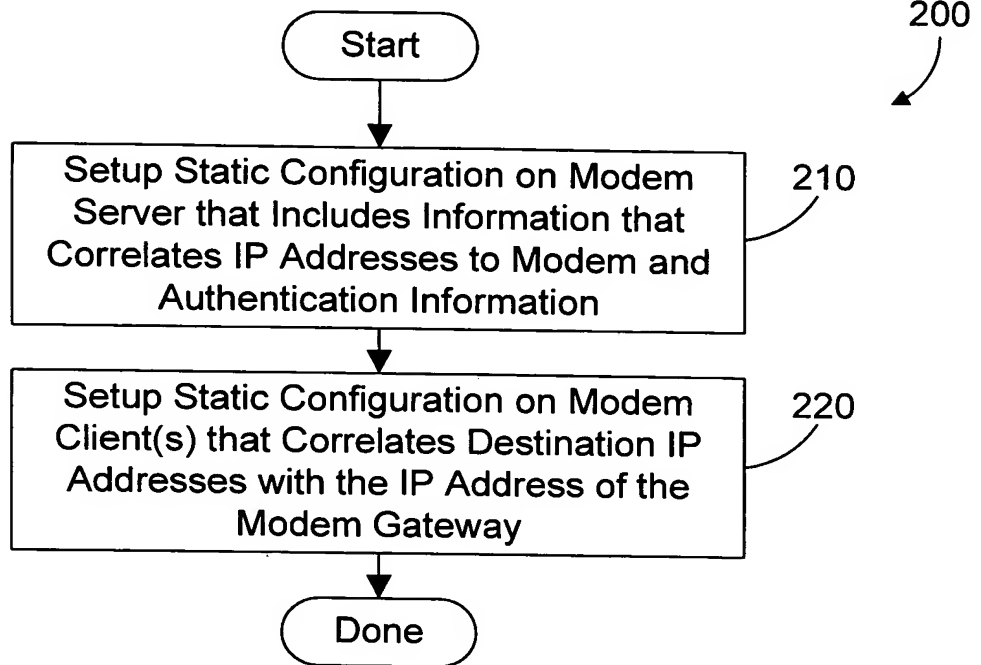 200
Start
Setup Static Configuration on Modem
Server that Includes Information that
Correlates IP Addresses to Modem and
Authentication Information
210
Setup Static Configuration on Modem
Client(s) that Correlates Destination IP
Addresses with the IP Address of the
Modem Gateway
220
Done